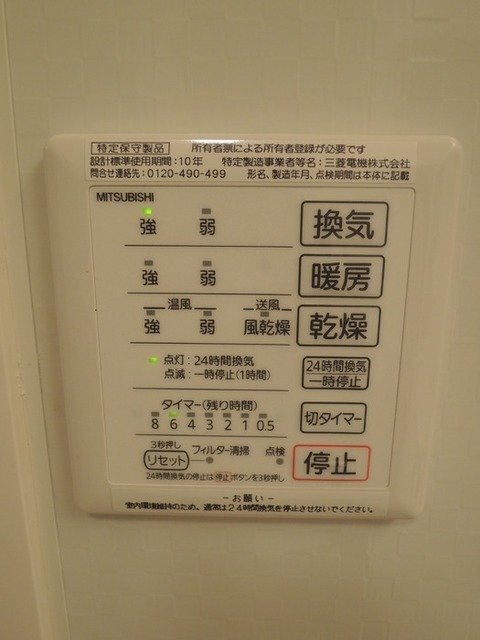 特定保守製品 所有者票による所有者登録が必要です
設計標準使用期間:10年 特定製造事業者等名:三菱電機株式会社
問合せ連絡先:0120-490-499 形名、製造年月、点検期間は本体に記載
MITSUBISHI
強 弱 換気
強 弱 暖房
温風 送風
強 弱 風乾燥 乾燥
点灯:24時間換気
点滅:一時停止(1時間)
24時間換気
一時停止
タイマー(残り時間)
8 6 4 3 2 1 0.5
切タイマー
3秒押し
リセット フィルター清掃 点検
24時間換気の停止は停止ボタンを3秒押し
停止
-お願い-
室内環境維持のため、通常は24時間換気を停止させないでください。